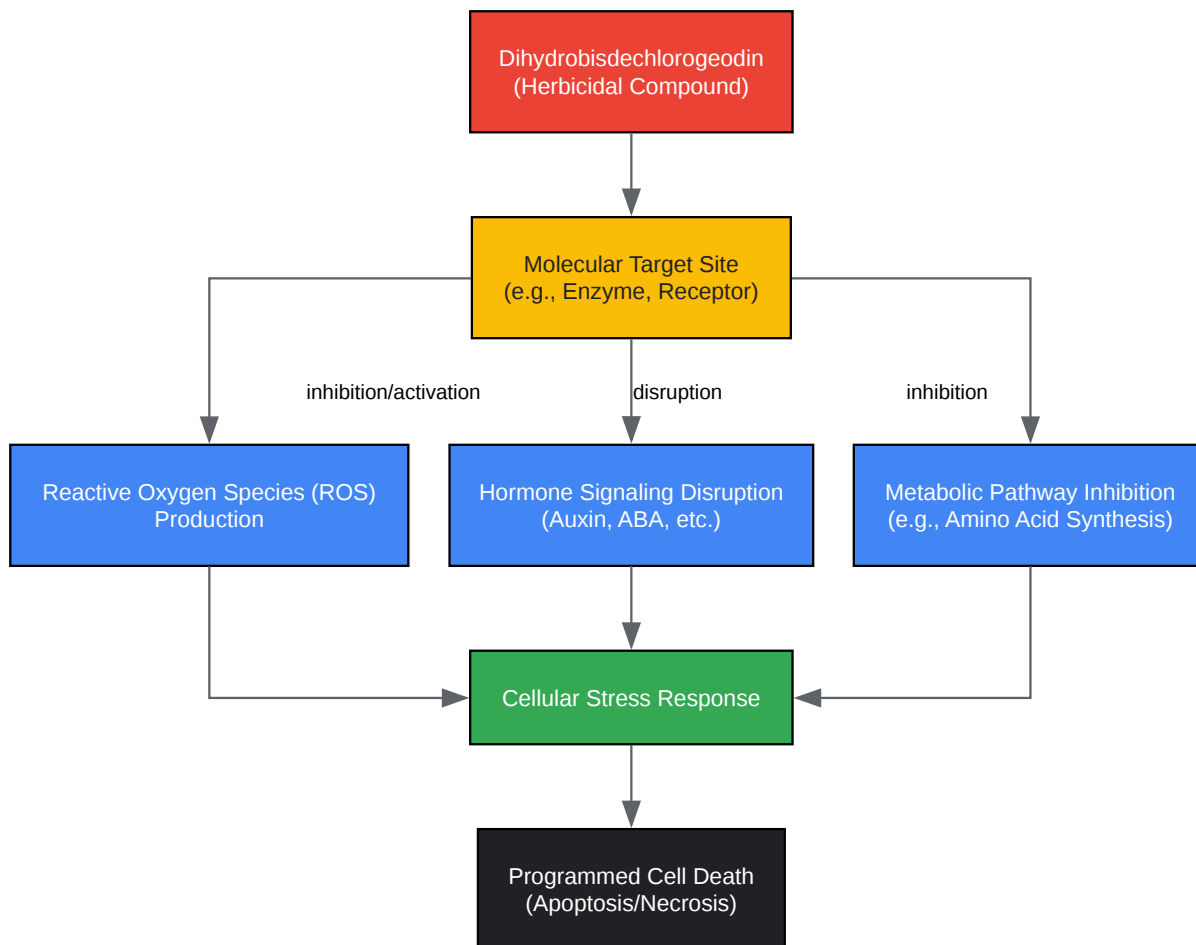 Dihydrobisdechlorogeodin
(Herbicidal Compound)
Molecular Target Site
(e.g., Enzyme, Receptor)
inhibition/activation
disruption
inhibition
Reactive Oxygen Species (ROS)
Production
Hormone Signaling Disruption
(Auxin, ABA, etc.)
Metabolic Pathway Inhibition
(e.g., Amino Acid Synthesis)
Cellular Stress Response
Programmed Cell Death
(Apoptosis/Necrosis)